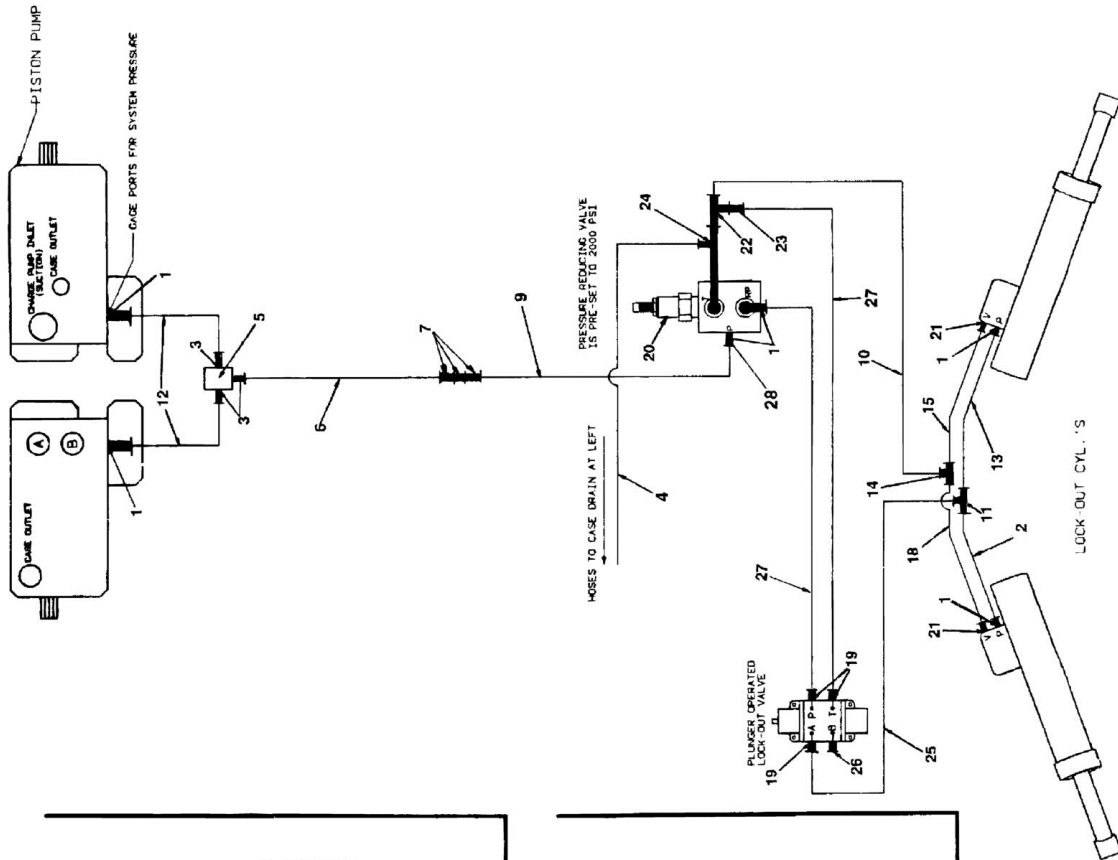 PISTON PUMP
GAGE PORTS FOR SYSTEM PRESSURE
CHARGE PUMP INLET
(SUCTION)
CASE OUTLET
1
12
3
5
3
6
7
9
CASE OUTLET
A
B
1
PRESSURE REDUCING VALVE
IS PRE-SET TO 2000 PSI
24
22
23
20
T
RP
P
1
28
27
10
HOSES TO CASE DRAIN AT LEFT
4
27
PLUNGER OPERATED
LOCK-OUT VALVE
19
A P
B T
19
26
25
21
V
P
1
15
13
14
11
18
2
21
V
P
1
LOCK-OUT CYL.'S